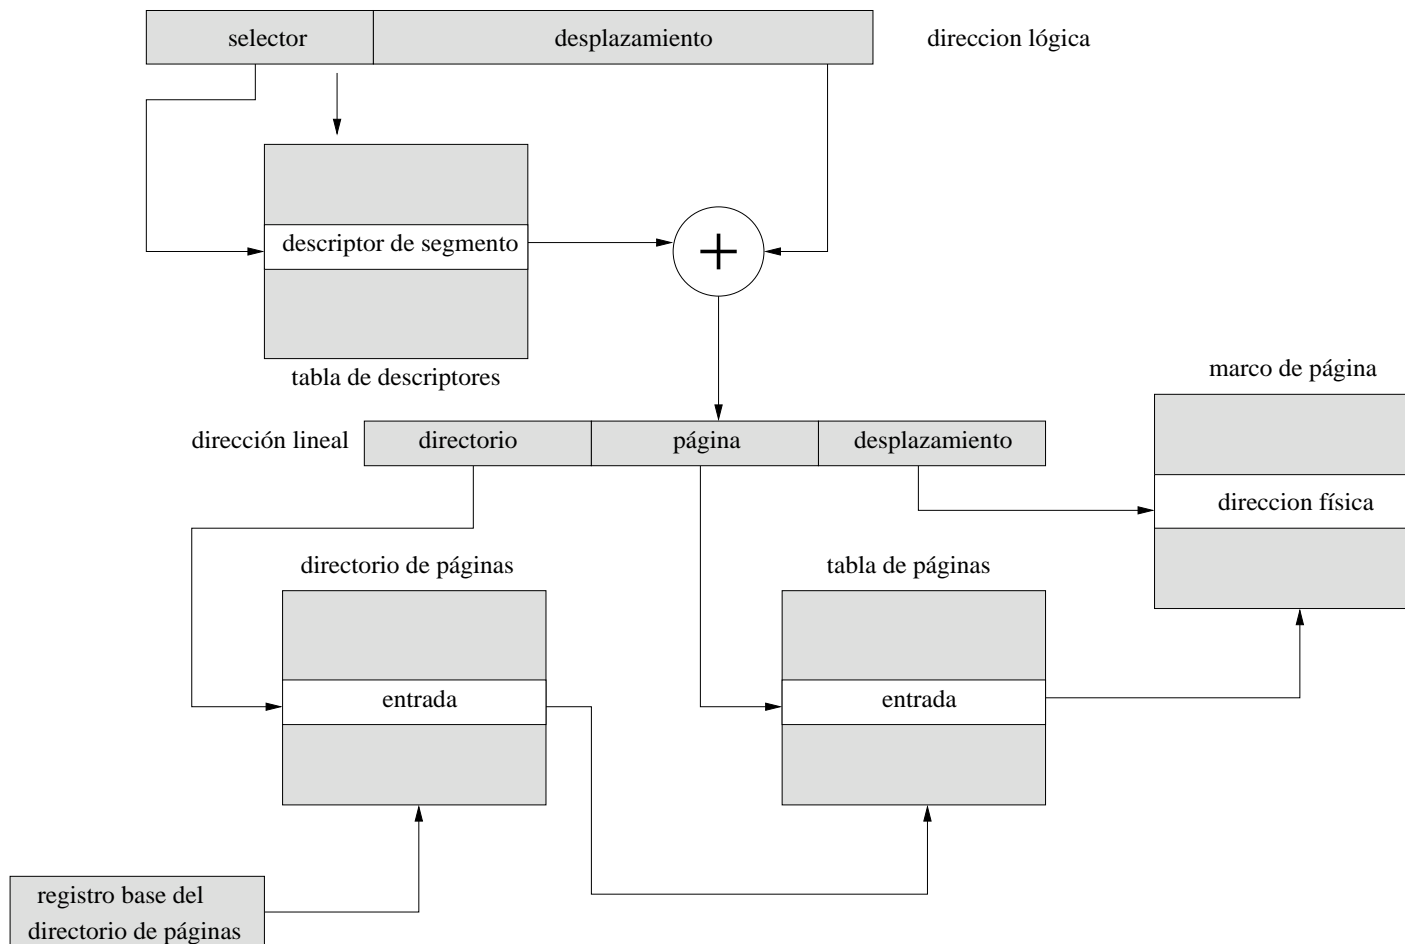 selector
desplazamiento
direccion lógica
descriptor de segmento
tabla de descriptores
marco de página
dirección lineal
directorio
página
desplazamiento
direccion física
directorio de páginas
tabla de páginas
entrada
entrada
registro base del
directorio de páginas